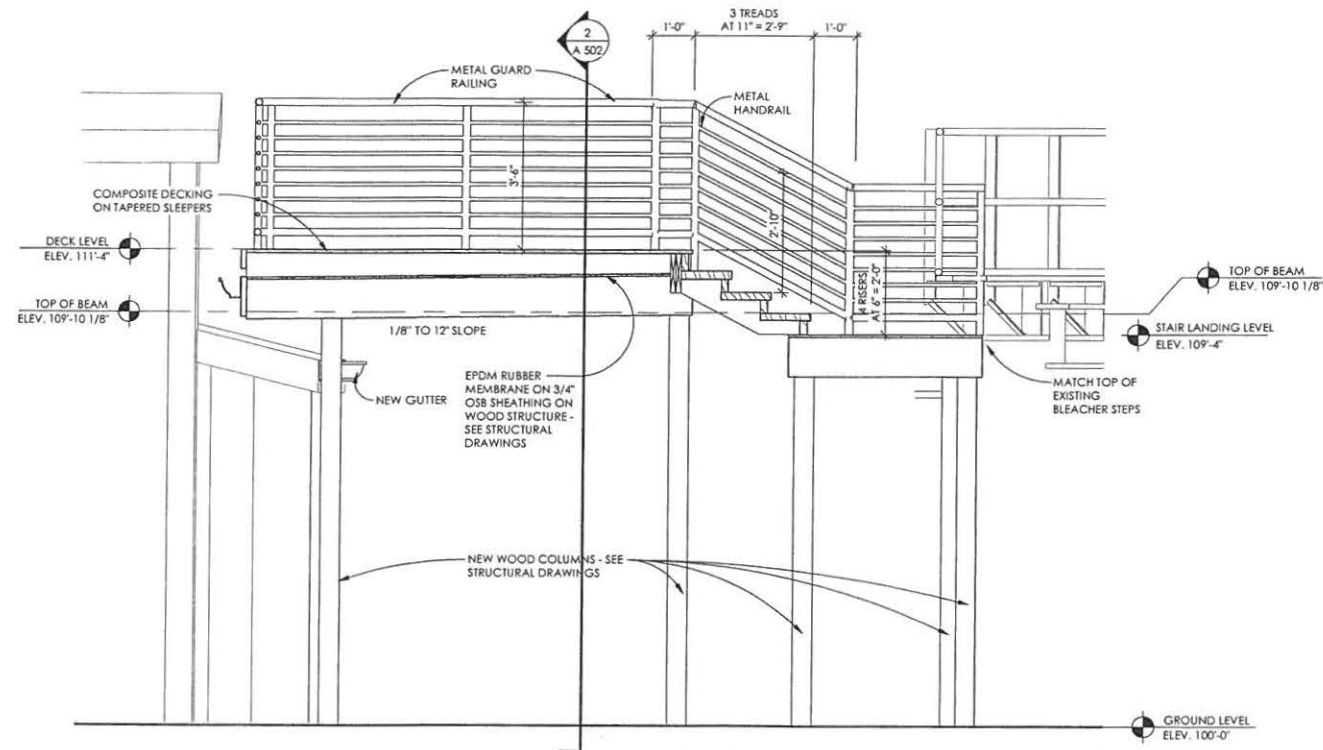 3 TREADS
AT 11" = 2'-9"
1'-0"
1'-0"
2
A 502
METAL GUARD
RAILING
METAL
HANDRAIL
3'-6"
COMPOSITE DECKING
ON TAPERED SLEEPERS
2'-10"
DECK LEVEL
ELEV. 111'-4"
TOP OF BEAM
ELEV. 109'-10 1/8"
4 RISERS
AT 6" = 2'-0"
TOP OF BEAM
ELEV. 109'-10 1/8"
1/8" TO 12" SLOPE
STAIR LANDING LEVEL
ELEV. 109'-4"
NEW GUTTER
EPDM RUBBER
MEMBRANE ON 3/4"
OSB SHEATHING ON
WOOD STRUCTURE -
SEE STRUCTURAL
DRAWINGS
MATCH TOP OF
EXISTING
BLEACHER STEPS
NEW WOOD COLUMNS - SEE
STRUCTURAL DRAWINGS
GROUND LEVEL
ELEV. 100'-0"